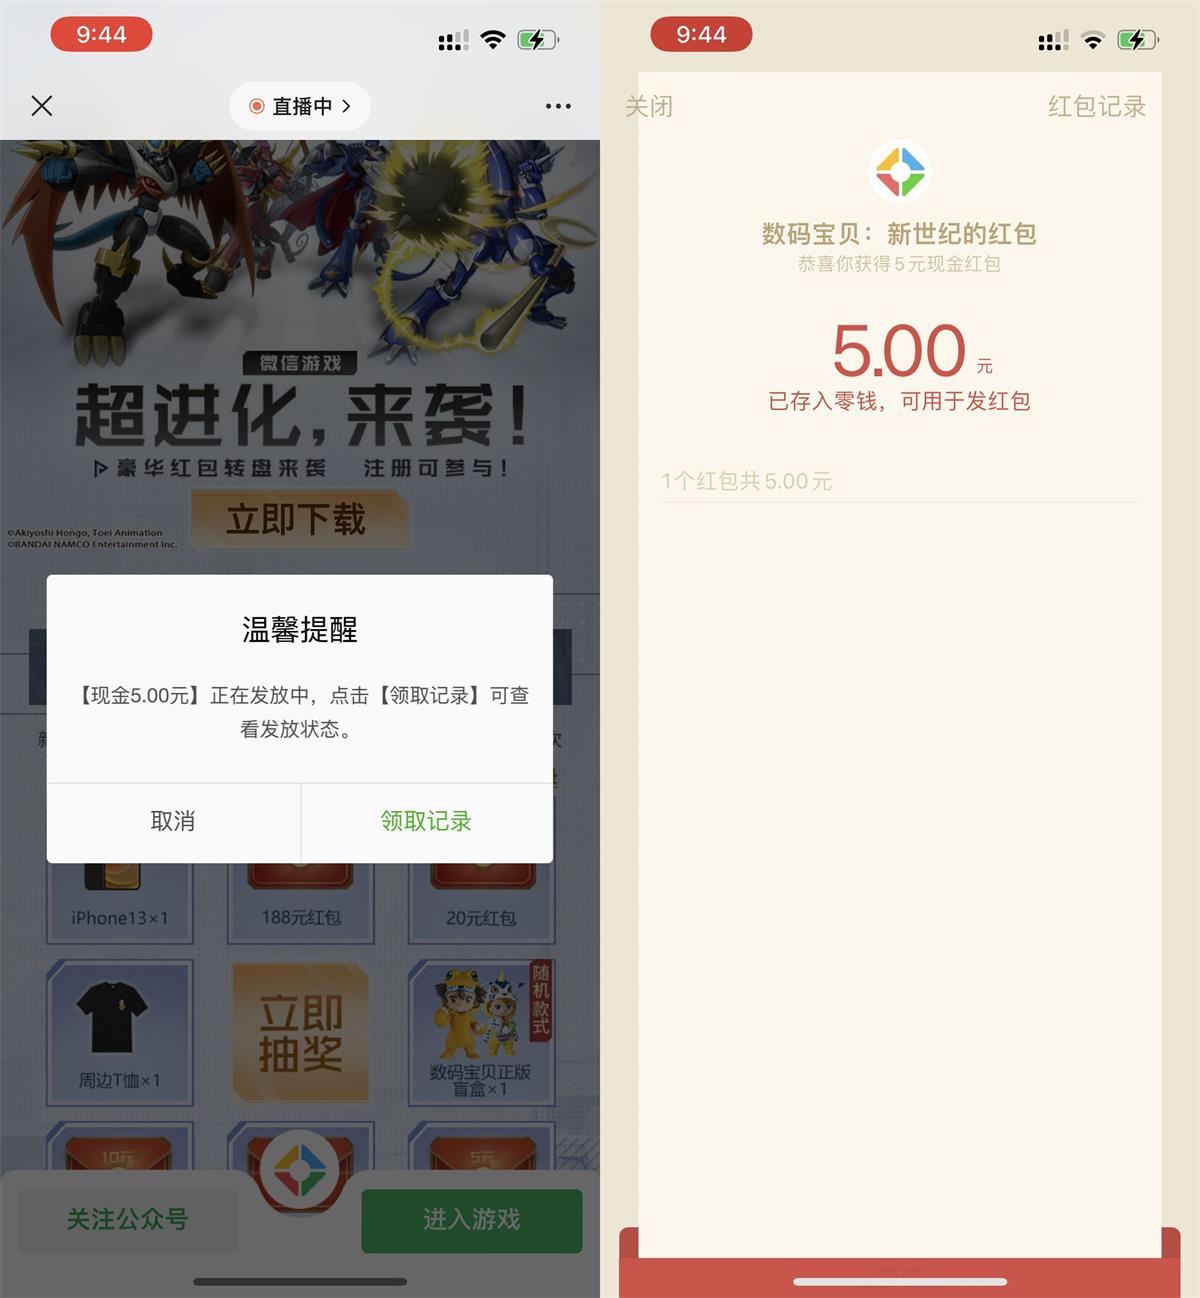 9:44
直播中
微信游戏
超进化,来袭!
豪华红包转盘来袭 注册可参与!
立即下载
©Akiyoshi Hongo, Toei Animation
©BANDAI NAMCO Entertainment Inc.
温馨提醒
【现金5.00元】正在发放中，点击【领取记录】可查
看发放状态。
取消
领取记录
iPhone13×1
188元红包
20元红包
周边T恤×1
立即
抽奖
随机款式
数码宝贝正版
盲盒×1
10元
5元
关注公众号
进入游戏
9:44
关闭
红包记录
数码宝贝：新世纪的红包
恭喜你获得5元现金红包
5.00 元
已存入零钱，可用于发红包
1个红包共5.00元